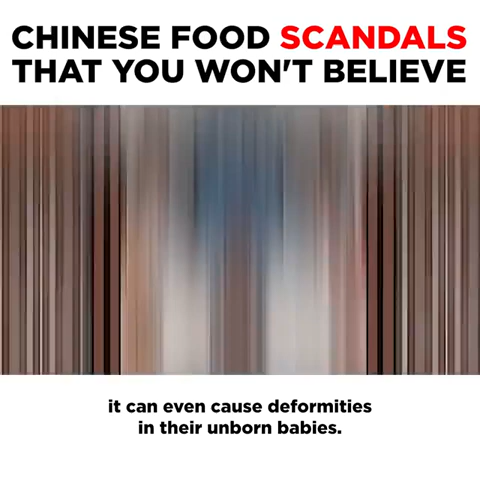 CHINESE FOOD SCANDALS
THAT YOU WON'T BELIEVE
it can even cause deformities
in their unborn babies.